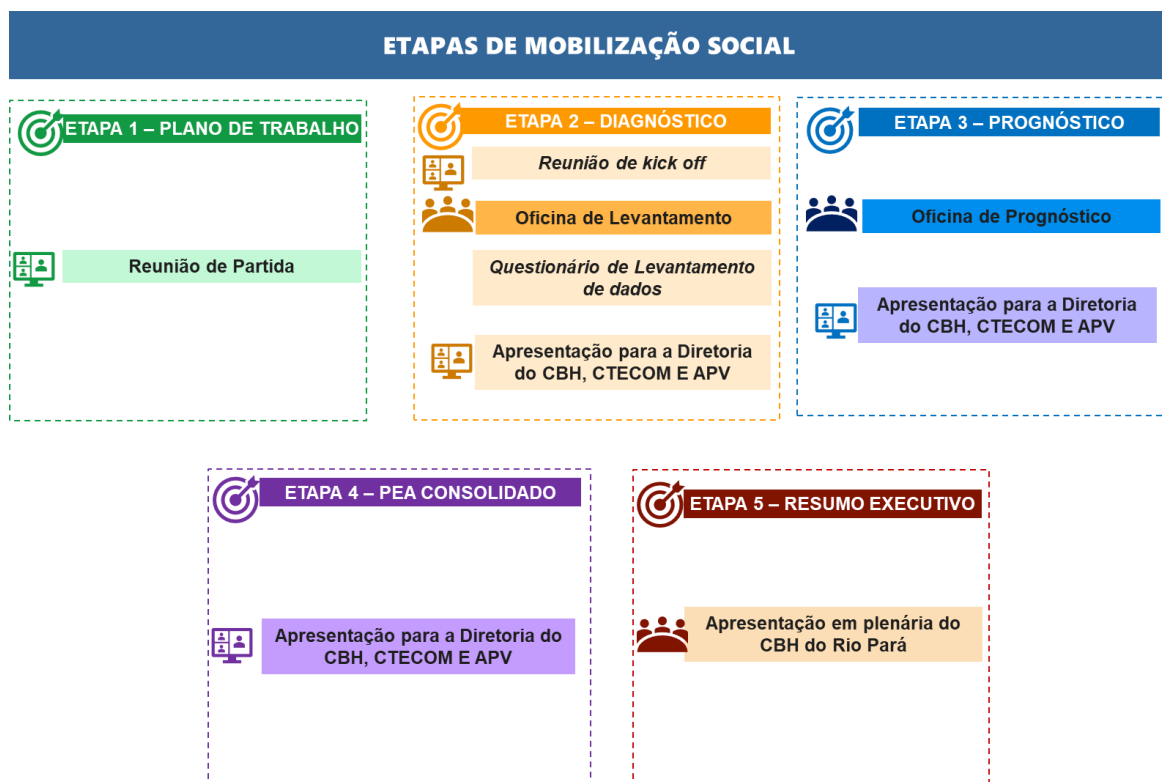 ETAPAS DE MOBILIZAÇÃO SOCIAL
ETAPA 1 – PLANO DE TRABALHO
Reunião de Partida
ETAPA 2 – DIAGNÓSTICO
Reunião de kick off
Oficina de Levantamento
Questionário de Levantamento
de dados
Apresentação para a Diretoria
do CBH, CTECOM E APV
ETAPA 3 – PROGNÓSTICO
Oficina de Prognóstico
Apresentação para a Diretoria
do CBH, CTECOM E APV
ETAPA 4 – PEA CONSOLIDADO
Apresentação para a Diretoria do
CBH, CTECOM E APV
ETAPA 5 – RESUMO EXECUTIVO
Apresentação em plenária do
CBH do Rio Pará